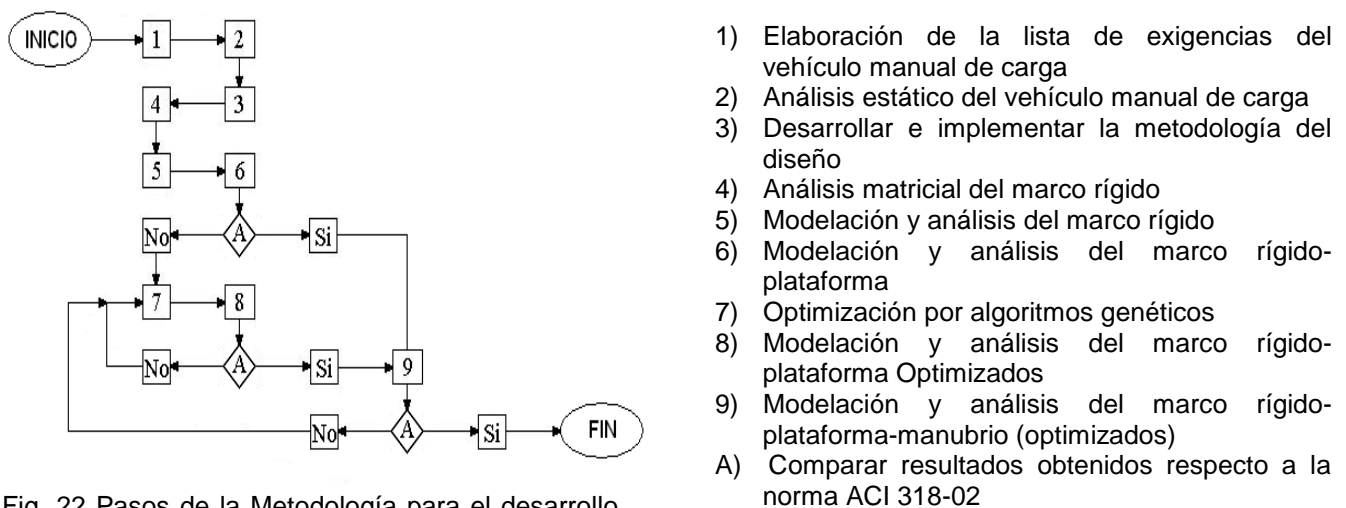 INICIO
1
2
4
3
5
6
No
A
Si
7
8
No
A
Si
9
No
A
Si
FIN
Fig. 22 Pasos de la Metodología para el desarrollo
1) Elaboración de la lista de exigencias del
vehículo manual de carga
2) Análisis estático del vehículo manual de carga
3) Desarrollar e implementar la metodología del
diseño
4) Análisis matricial del marco rígido
5) Modelación y análisis del marco rígido
6) Modelación y análisis del marco rígido-
plataforma
7) Optimización por algoritmos genéticos
8) Modelación y análisis del marco rígido-
plataforma Optimizados
9) Modelación y análisis del marco rígido-
plataforma-manubrio (optimizados)
A) Comparar resultados obtenidos respecto a la
norma ACI 318-02